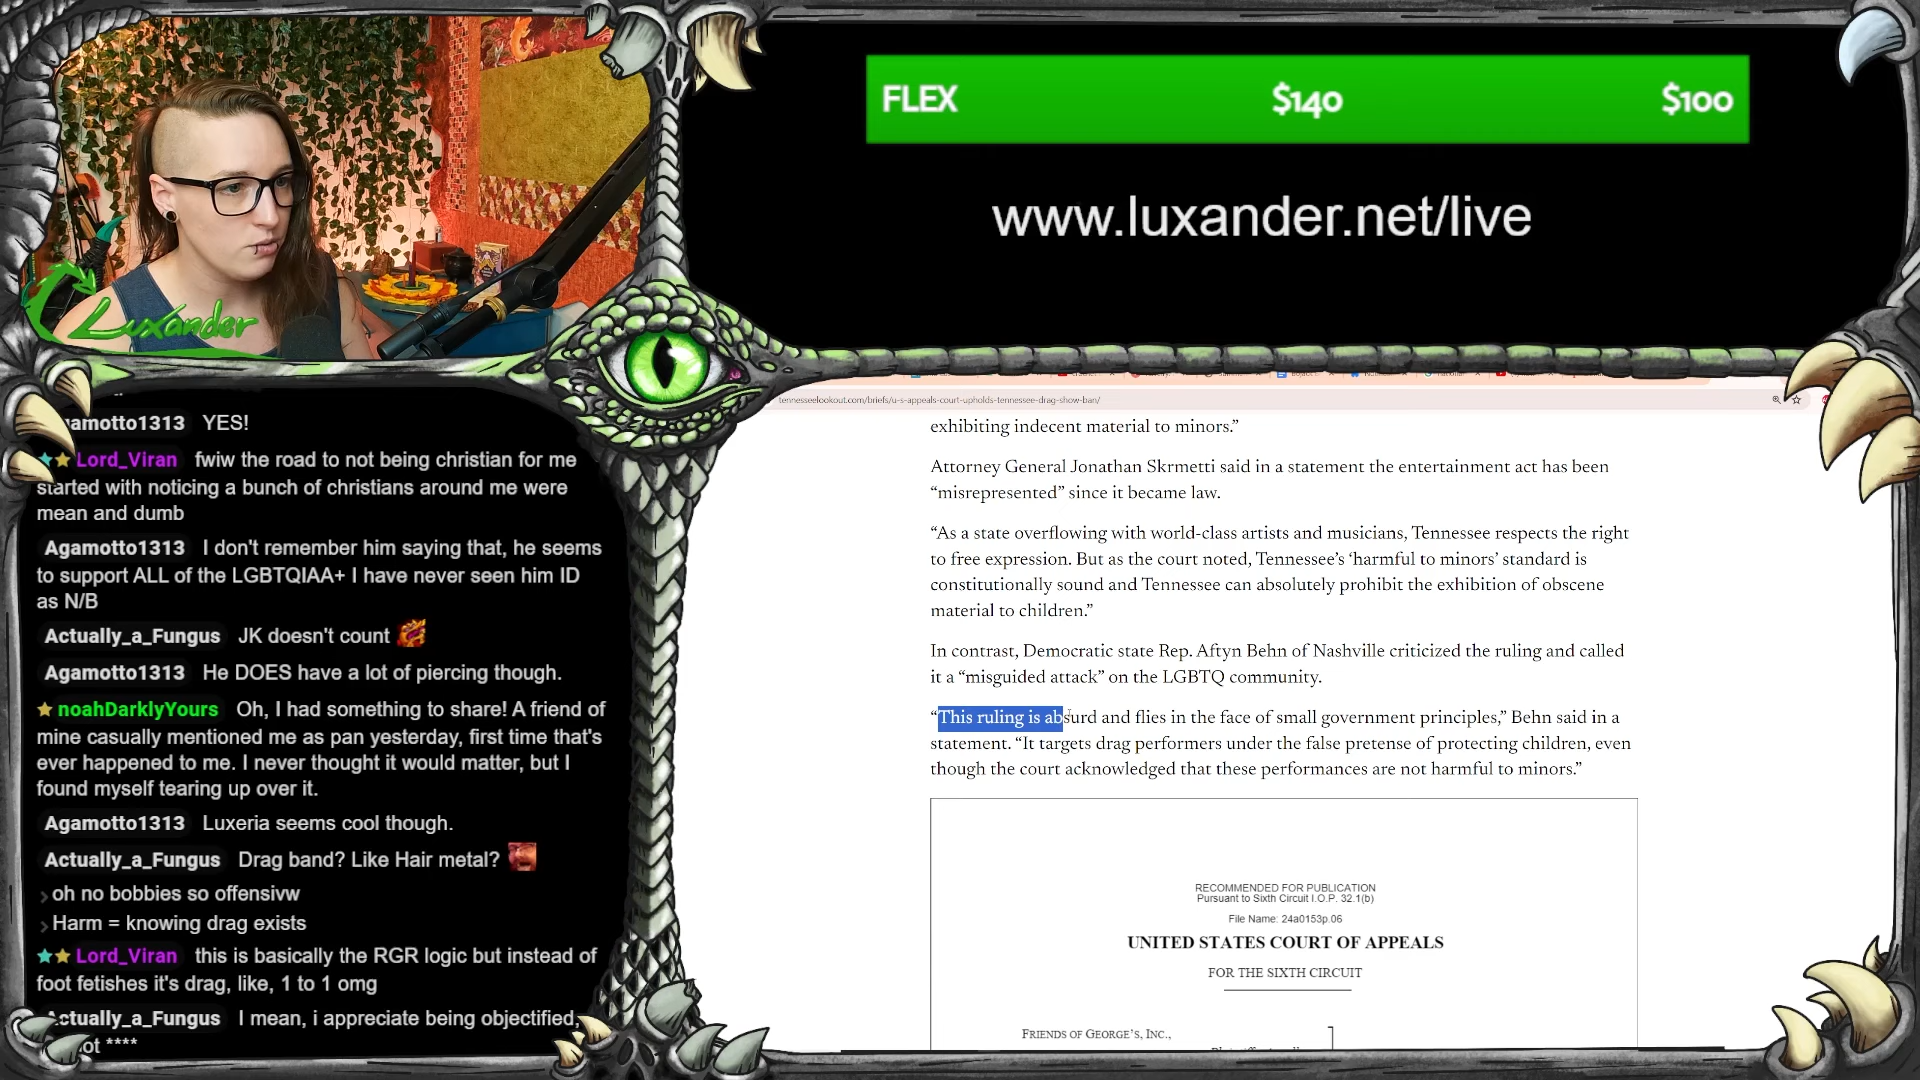 FLEX $140 $100
www.luxander.net/live
Luxander
tennesseelookout.com/briefs/u-s-appeals-court-upholds-tennessee-drag-show-ban/
exhibiting indecent material to minors.”
Attorney General Jonathan Skrmetti said in a statement the entertainment act has been
“misrepresented” since it became law.
“As a state overflowing with world-class artists and musicians, Tennessee respects the right
to free expression. But as the court noted, Tennessee’s ‘harmful to minors’ standard is
constitutionally sound and Tennessee can absolutely prohibit the exhibition of obscene
material to children.”
In contrast, Democratic state Rep. Aftyn Behn of Nashville criticized the ruling and called
it a “misguided attack” on the LGBTQ community.
“This ruling is absurd and flies in the face of small government principles,” Behn said in a
statement. “It targets drag performers under the false pretense of protecting children, even
though the court acknowledged that these performances are not harmful to minors.”
RECOMMENDED FOR PUBLICATION
Pursuant to Sixth Circuit I.O.P. 32.1(b)
File Name: 24a0153p.06
UNITED STATES COURT OF APPEALS
FOR THE SIXTH CIRCUIT
FRIENDS OF GEORGE’S, INC.,
amotto1313 YES!
Lord_Viran fwiw the road to not being christian for me
started with noticing a bunch of christians around me were
mean and dumb
Agamotto1313 I don't remember him saying that, he seems
to support ALL of the LGBTQIAA+ I have never seen him ID
as N/B
Actually_a_Fungus JK doesn't count
Agamotto1313 He DOES have a lot of piercing though.
noahDarklyYours Oh, I had something to share! A friend of
mine casually mentioned me as pan yesterday, first time that's
ever happened to me. I never thought it would matter, but I
found myself tearing up over it.
Agamotto1313 Luxeria seems cool though.
Actually_a_Fungus Drag band? Like Hair metal?
oh no bobbies so offensivw
Harm = knowing drag exists
Lord_Viran this is basically the RGR logic but instead of
foot fetishes it's drag, like, 1 to 1 omg
ctually_a_Fungus I mean, i appreciate being objectified,
ot ****